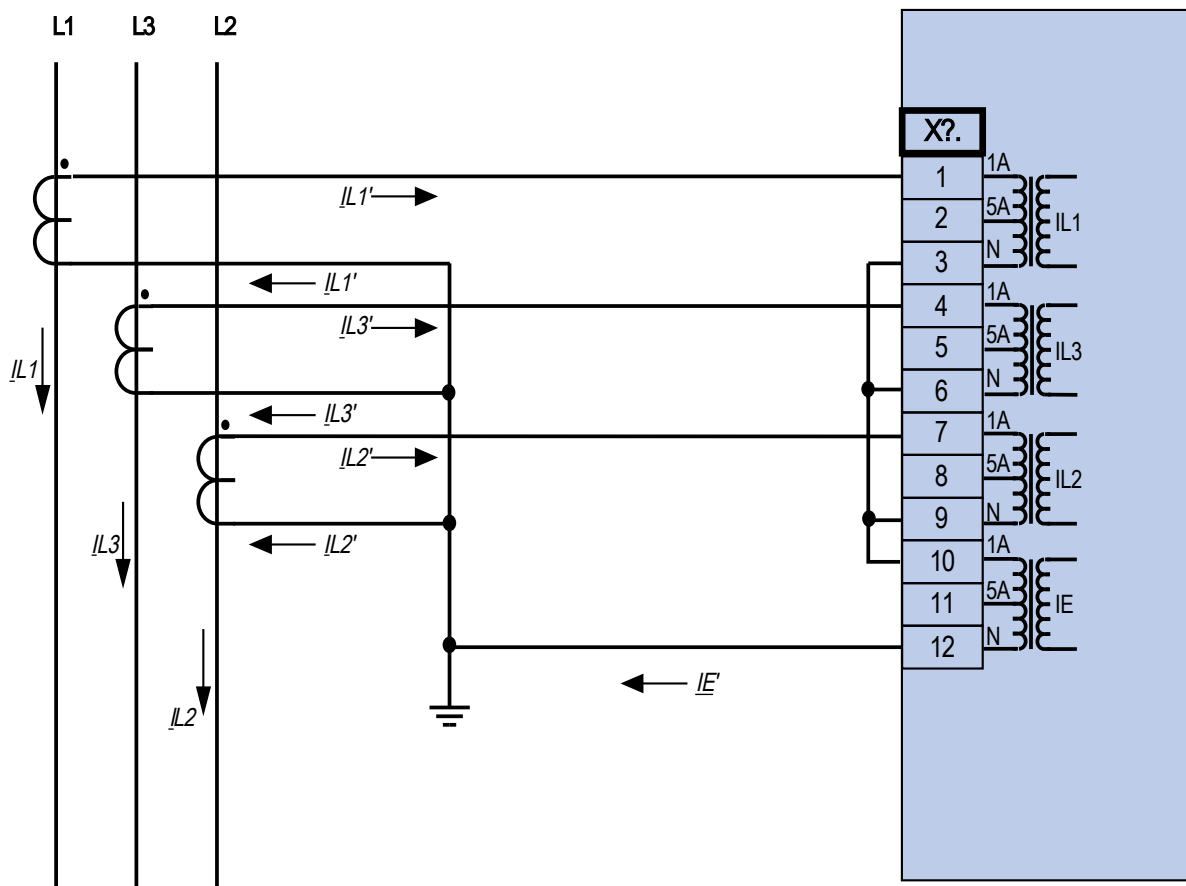 L1 L3 L2
X?.
1 1A
IL1'
2 5A IL1
3 N
IL1'
4 1A
IL3'
5 5A IL3
IL1
6 N
IL3'
7 1A
IL2'
8 5A IL2
9 N
IL3 IL2'
10 1A
11 5A IE
12 N
IE'
IL2